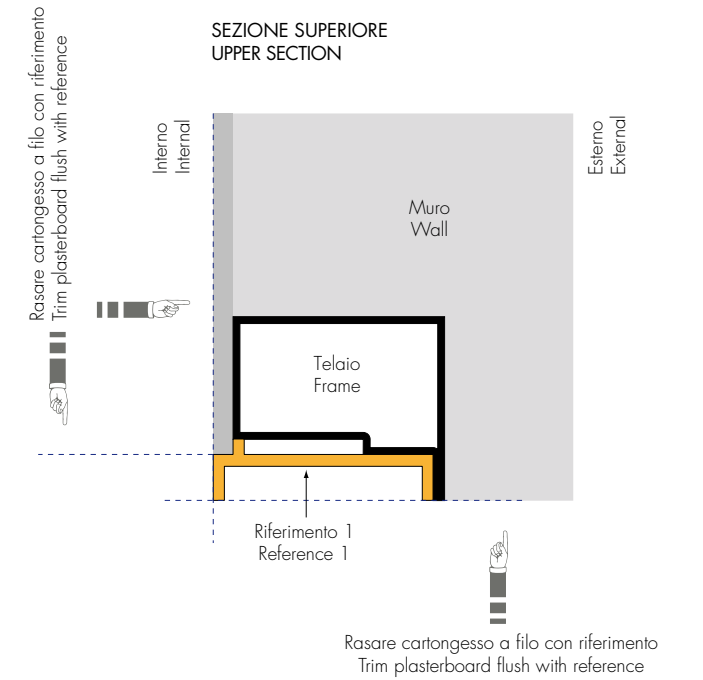 SEZIONE SUPERIORE
UPPER SECTION
Rasare cartongesso a filo con riferimento
Trim plasterboard flush with reference
Interno
Internal
Esterno
External
Muro
Wall
Telaio
Frame
Riferimento 1
Reference 1
Rasare cartongesso a filo con riferimento
Trim plasterboard flush with reference